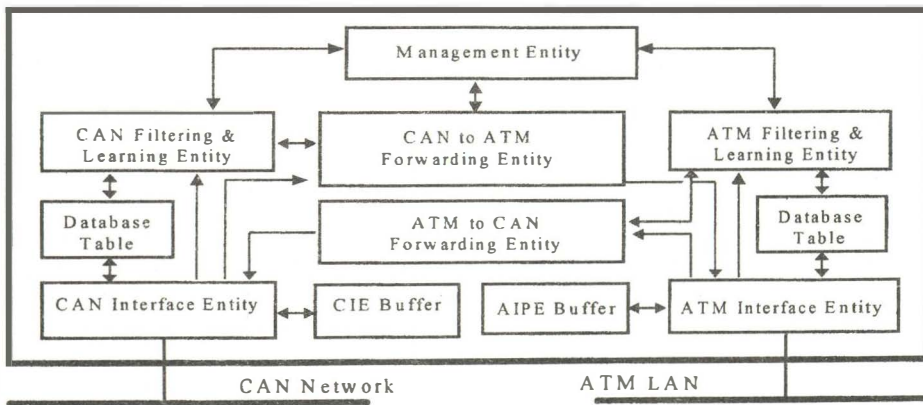 Management Entity
CAN Filtering &
Learning Entity
CAN to ATM
Forwarding Entity
ATM Filtering &
Learning Entity
Database
Table
ATM to CAN
Forwarding Entity
Database
Table
CAN Interface Entity
CIE Buffer
AIPE Buffer
ATM Interface Entity
CAN Network
ATM LAN